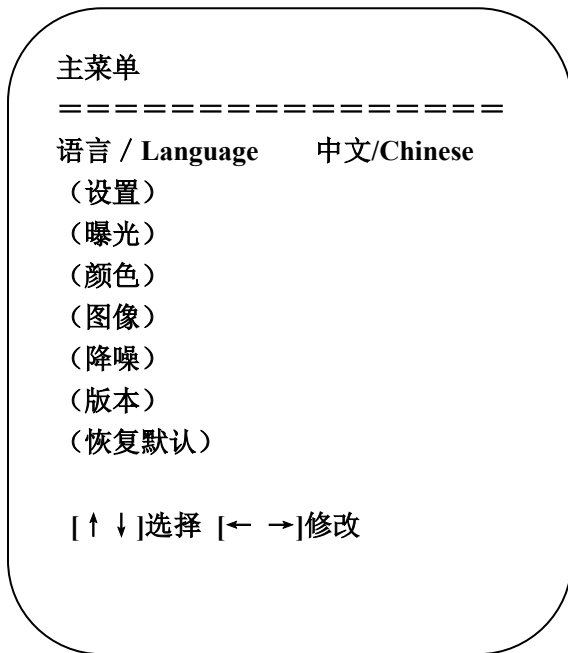 主菜单
================
语言／Language 中文/Chinese
（设置）
（曝光）
（颜色）
（图像）
（降噪）
（版本）
（恢复默认）
[↑↓]选择 [← →]修改